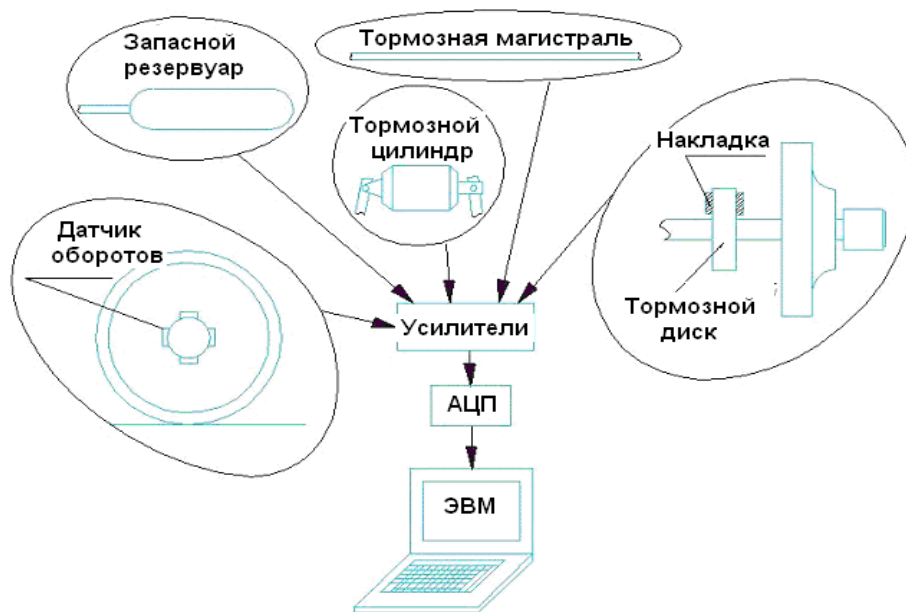 Запасной
резервуар
Тормозная магистраль
Тормозной
цилиндр
Накладка
Датчик
оборотов
Тормозной
диск
Усилители
АЦП
ЭВМ